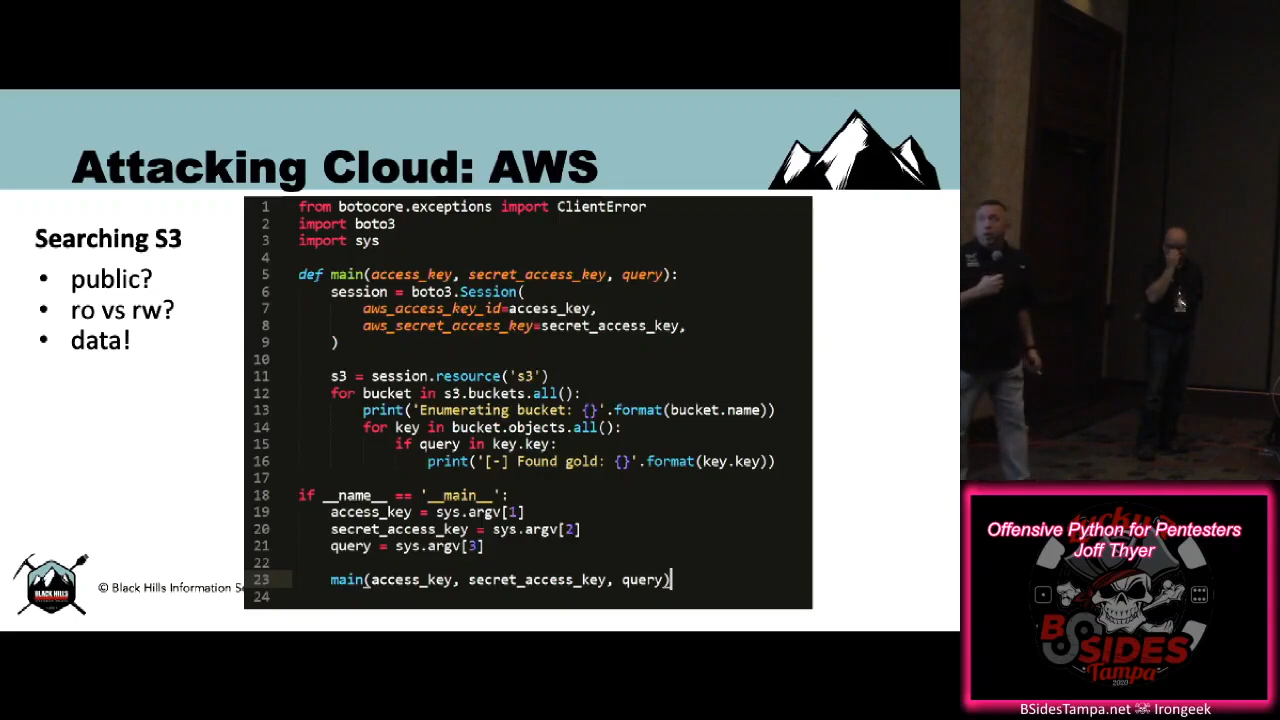 Attacking Cloud: AWS
Searching S3
• public?
• ro vs rw?
• data!
1 from botocore.exceptions import ClientError
2 import boto3
3 import sys
4
5 def main(access_key, secret_access_key, query):
6     session = boto3.Session(
7         aws_access_key_id=access_key,
8         aws_secret_access_key=secret_access_key,
9     )
10
11     s3 = session.resource('s3')
12     for bucket in s3.buckets.all():
13         print('Enumerating bucket: {}'.format(bucket.name))
14         for key in bucket.objects.all():
15             if query in key.key:
16                 print('[-] Found gold: {}'.format(key.key))
17
18 if __name__ == '__main__':
19     access_key = sys.argv[1]
20     secret_access_key = sys.argv[2]
21     query = sys.argv[3]
22
23     main(access_key, secret_access_key, query)
24
BLACK HILLS
© Black Hills Information Se
Offensive Python for Pentesters
Joff Thyer
B SIDES
Tampa
2020
BSidesTampa.net Irongeek